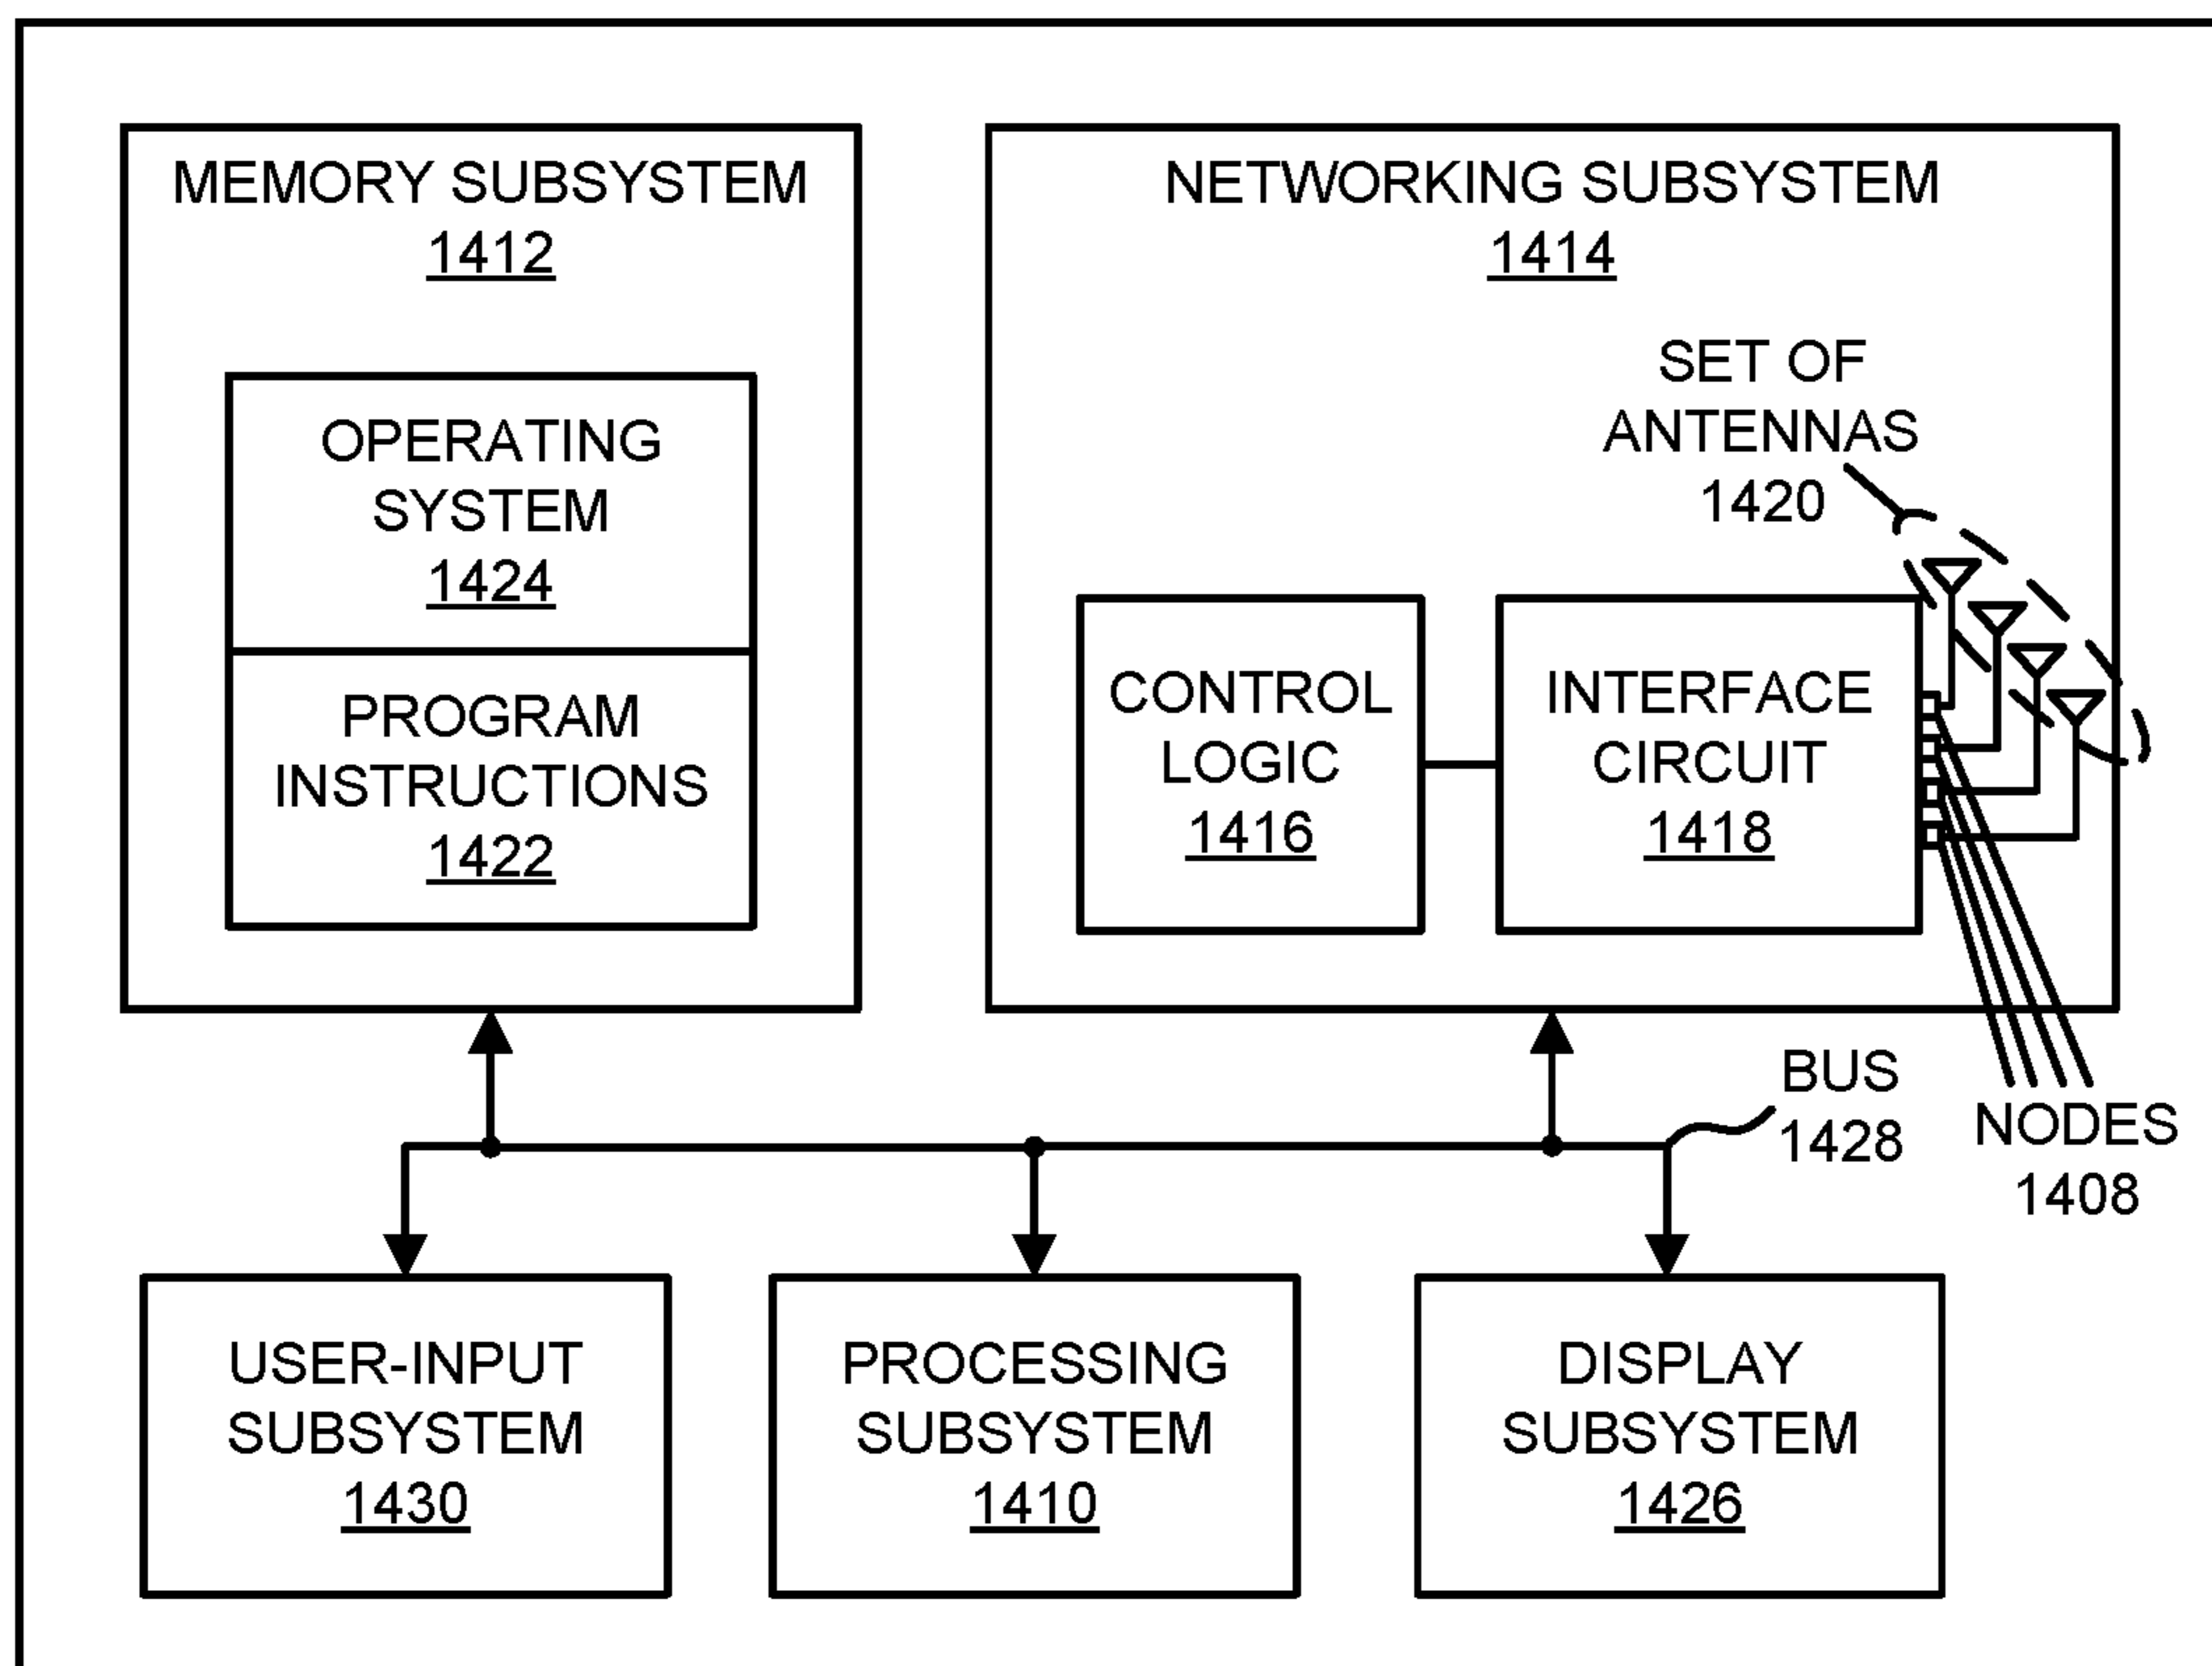 MEMORY SUBSYSTEM
1412
OPERATING
SYSTEM
1424
PROGRAM
INSTRUCTIONS
1422
NETWORKING SUBSYSTEM
1414
SET OF
ANTENNAS
1420
CONTROL
LOGIC
1416
INTERFACE
CIRCUIT
1418
BUS
1428
NODES
1408
USER-INPUT
SUBSYSTEM
1430
PROCESSING
SUBSYSTEM
1410
DISPLAY
SUBSYSTEM
1426